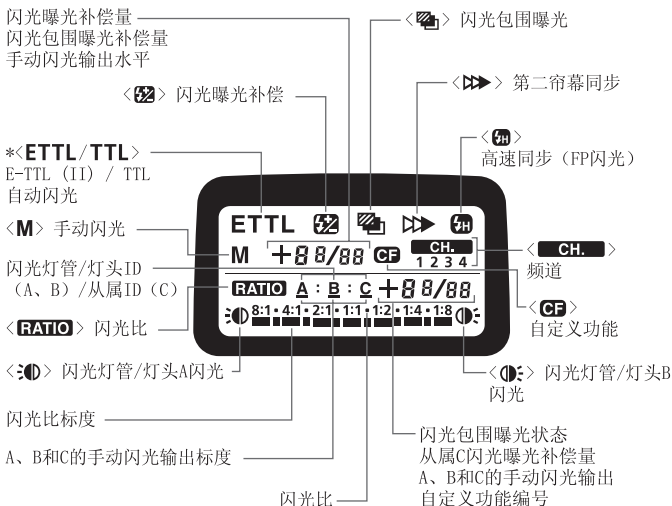 闪光曝光补偿量
闪光包围曝光补偿量
手动闪光输出水平
< > 闪光包围曝光
< > 闪光曝光补偿
< > 第二帘幕同步
*<ETTL/TTL>
E-TTL (II) / TTL
自动闪光
< >
高速同步（FP闪光）
<M> 手动闪光
闪光灯管/灯头ID
（A、B）/从属ID（C）
<RATIO> 闪光比
< > 闪光灯管/灯头A闪光
闪光比标度
A、B和C的手动闪光输出标度
闪光比
ETTL H
M +88/88 CF CH.
1 2 3 4
RATIO A : B : C +88/88
8:1 • 4:1 • 2:1 • 1:1 • 1:2 • 1:4 • 1:8
< CH. >
频道
<CF>
自定义功能
< > 闪光灯管/灯头B
闪光
闪光包围曝光状态
从属C闪光曝光补偿量
A、B和C的手动闪光输出
自定义功能编号